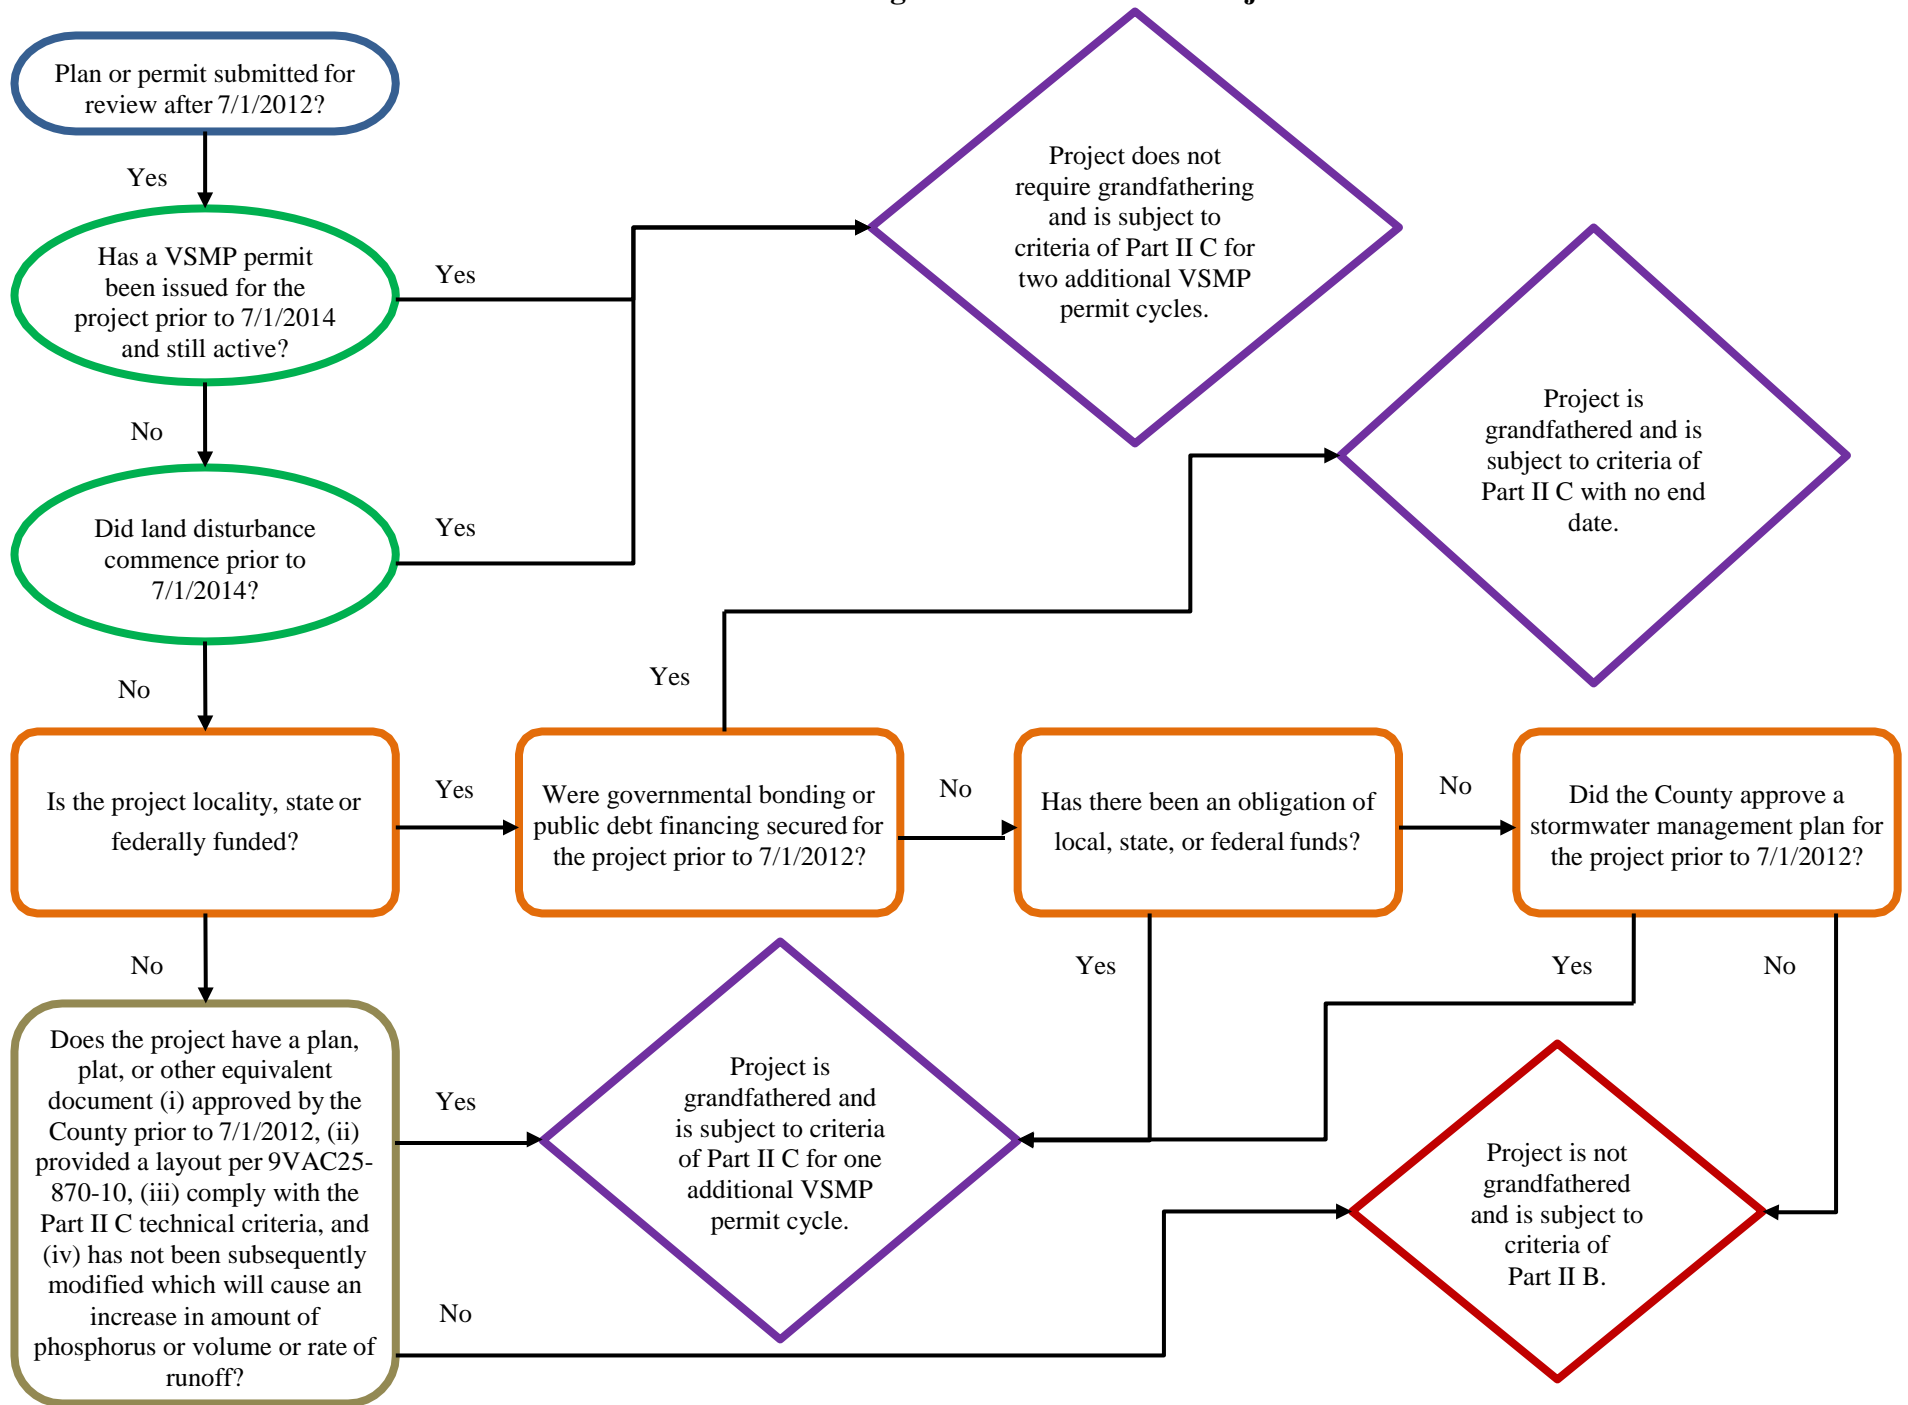 Plan or permit submitted for
review after 7/1/2012?
Yes
Has a VSMP permit
been issued for the
project prior to 7/1/2014
and still active?
Yes
No
Did land disturbance
commence prior to
7/1/2014?
Yes
No
Project does not
require grandfathering
and is subject to
criteria of Part II C for
two additional VSMP
permit cycles.
Project is
grandfathered and is
subject to criteria of
Part II C with no end
date.
Is the project locality, state or
federally funded?
Yes
No
Were governmental bonding or
public debt financing secured for
the project prior to 7/1/2012?
Yes
No
Has there been an obligation of
local, state, or federal funds?
Yes
No
Did the County approve a
stormwater management plan for
the project prior to 7/1/2012?
Yes
No
Does the project have a plan,
plat, or other equivalent
document (i) approved by the
County prior to 7/1/2012, (ii)
provided a layout per 9VAC25-
870-10, (iii) comply with the
Part II C technical criteria, and
(iv) has not been subsequently
modified which will cause an
increase in amount of
phosphorus or volume or rate of
runoff?
Yes
No
Project is
grandfathered and
is subject to criteria
of Part II C for one
additional VSMP
permit cycle.
Project is not
grandfathered
and is subject to
criteria of
Part II B.